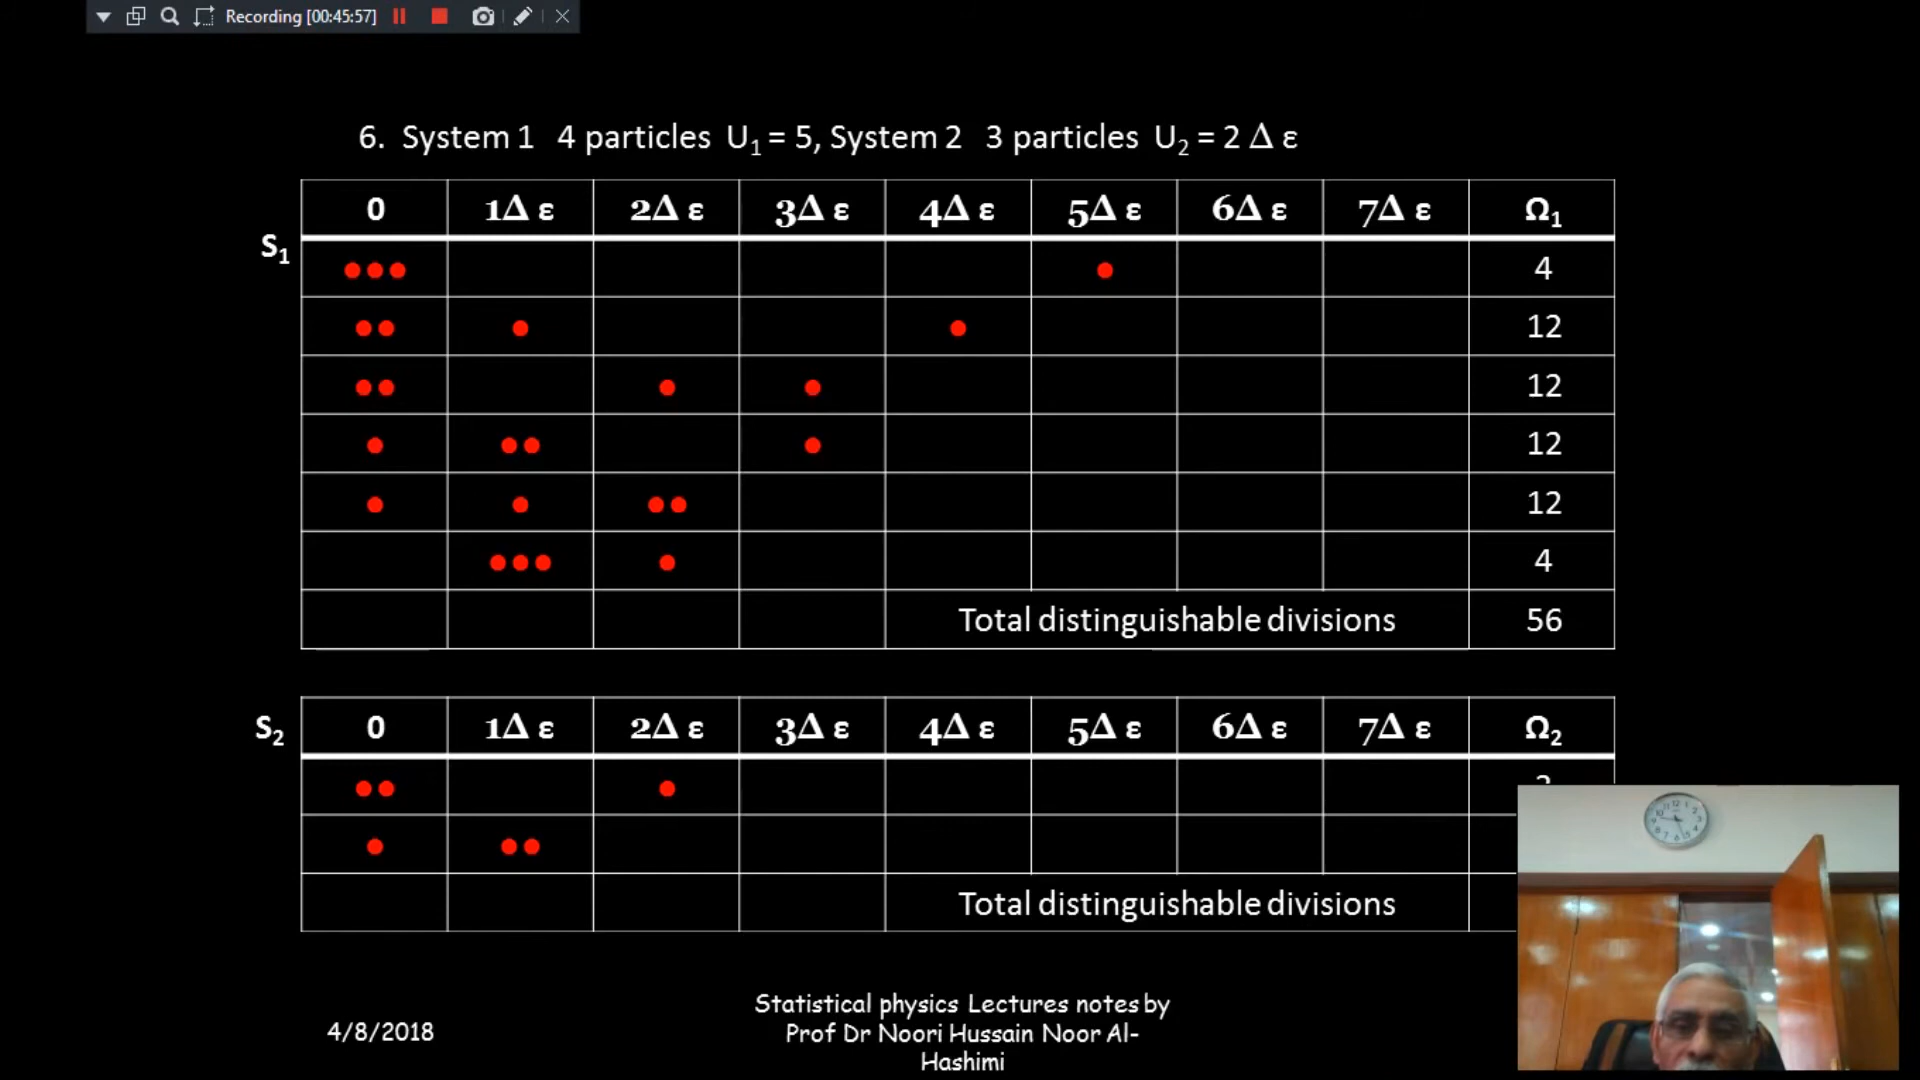 Recording [00:45:57]
6. System 1 4 particles U₁ = 5, System 2 3 particles U₂ = 2 Δ ε
S₁
0 1Δ ε 2Δ ε 3Δ ε 4Δ ε 5Δ ε 6Δ ε 7Δ ε Ω₁
4
12
12
12
12
4
Total distinguishable divisions 56
S₂
0 1Δ ε 2Δ ε 3Δ ε 4Δ ε 5Δ ε 6Δ ε 7Δ ε Ω₂
Total distinguishable divisions
4/8/2018
Statistical physics Lectures notes by
Prof Dr Noori Hussain Noor Al-
Hashimi